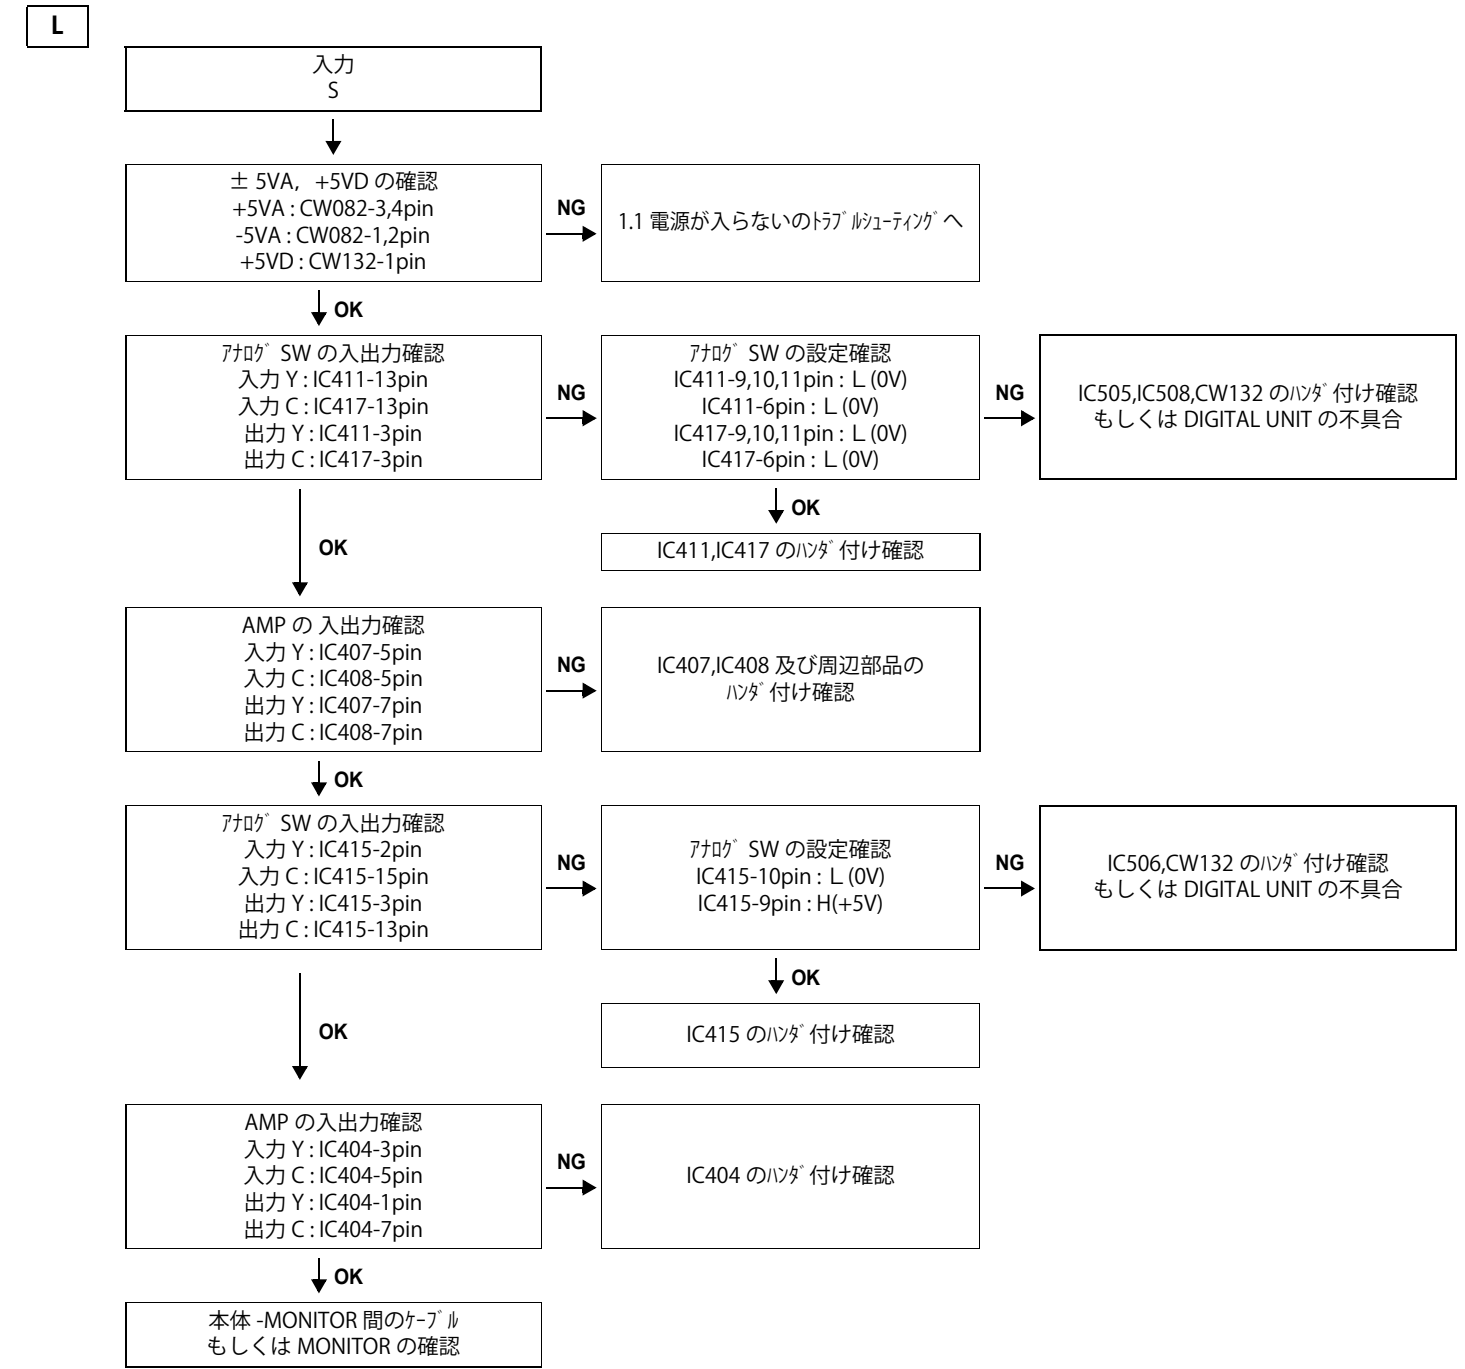 L
入力
S
± 5VA, +5VD の確認
+5VA : CW082-3,4pin
-5VA : CW082-1,2pin
+5VD : CW132-1pin
NG
1.1 電源が入らないのﾄﾗﾌﾞﾙｼｭｰﾃｨﾝｸﾞへ
OK
ｱﾅﾛｸﾞ SW の入出力確認
入力 Y : IC411-13pin
入力 C : IC417-13pin
出力 Y : IC411-3pin
出力 C : IC417-3pin
NG
ｱﾅﾛｸﾞ SW の設定確認
IC411-9,10,11pin : L (0V)
IC411-6pin : L (0V)
IC417-9,10,11pin : L (0V)
IC417-6pin : L (0V)
NG
IC505,IC508,CW132 のﾊﾝﾀﾞ付け確認
もしくは DIGITAL UNIT の不具合
OK
IC411,IC417 のﾊﾝﾀﾞ付け確認
OK
AMP の 入出力確認
入力 Y : IC407-5pin
入力 C : IC408-5pin
出力 Y : IC407-7pin
出力 C : IC408-7pin
NG
IC407,IC408 及び周辺部品の
ﾊﾝﾀﾞ付け確認
OK
ｱﾅﾛｸﾞ SW の入出力確認
入力 Y : IC415-2pin
入力 C : IC415-15pin
出力 Y : IC415-3pin
出力 C : IC415-13pin
NG
ｱﾅﾛｸﾞ SW の設定確認
IC415-10pin : L (0V)
IC415-9pin : H(+5V)
NG
IC506,CW132 のﾊﾝﾀﾞ付け確認
もしくは DIGITAL UNIT の不具合
OK
IC415 のﾊﾝﾀﾞ付け確認
OK
AMP の入出力確認
入力 Y : IC404-3pin
入力 C : IC404-5pin
出力 Y : IC404-1pin
出力 C : IC404-7pin
NG
IC404 のﾊﾝﾀﾞ付け確認
OK
本体 -MONITOR 間のｹｰﾌﾞﾙ
もしくは MONITOR の確認